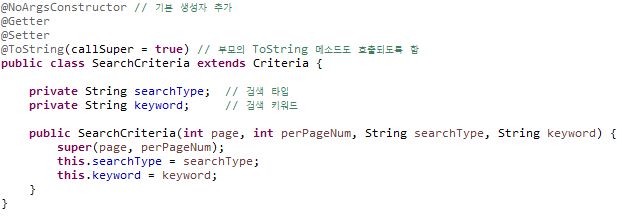 @NoArgsConstructor // 기본 생성자 추가
@Getter
@Setter
@ToString(callSuper = true) // 부모의 ToString 메소드도 호출되도록 함
public class SearchCriteria extends Criteria {
private String searchType; // 검색 타입
private String keyword; // 검색 키워드
public SearchCriteria(int page, int perPageNum, String searchType, String keyword) {
super(page, perPageNum);
this.searchType = searchType;
this.keyword = keyword;
}
}